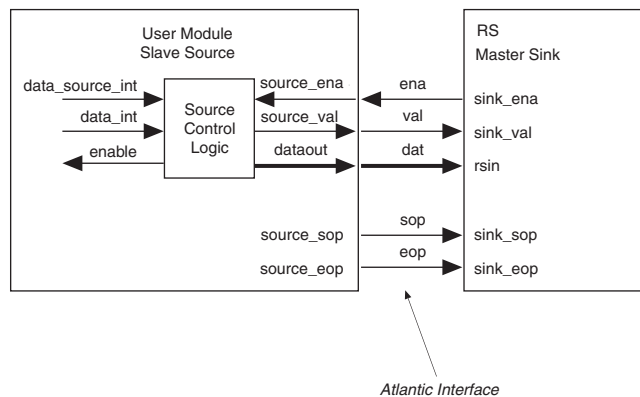 User Module
Slave Source
RS
Master Sink
data_source_int
data_int
enable
Source
Control
Logic
source_ena
source_val
dataout
ena
val
dat
sink_ena
sink_val
rsin
source_sop
source_eop
sop
eop
sink_sop
sink_eop
Atlantic Interface